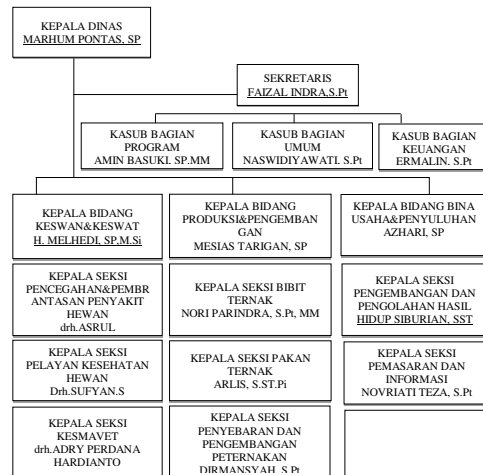 KEPALA DINAS
MARHUM PONTAS, SP
SEKRETARIS
FAIZAL INDRA,S.Pt
KASUB BAGIAN
PROGRAM
AMIN BASUKI. SP.MM
KASUB BAGIAN
UMUM
NASWIDIYAWATI. S.Pt
KASUB BAGIAN
KEUANGAN
ERMALIN. S.Pt
KEPALA BIDANG
KESWAN&KESWAT
H. MELHEDI, SP,M.Si
KEPALA BIDANG
PRODUKSI&PENGEMBAN
GAN
MESIAS TARIGAN, SP
KEPALA BIDANG BINA
USAHA&PENYULUHAN
AZHARI, SP
KEPALA SEKSI
PENCEGAHAN&PEMBR
ANTASAN PENYAKIT
HEWAN
drh.ASRUL
KEPALA SEKSI BIBIT
TERNAK
NORI PARINDRA, S.Pt, MM
KEPALA SEKSI
PENGEMBANGAN DAN
PENGOLAHAN HASIL
HIDUP SIBURIAN, SST
KEPALA SEKSI
PELAYAN KESEHATAN
HEWAN
Drh.SUFYAN.S
KEPALA SEKSI PAKAN
TERNAK
ARLIS, S.ST.Pi
KEPALA SEKSI
PEMASARAN DAN
INFORMASI
NOVRIATI TEZA, S.Pt
KEPALA SEKSI
KESMAVET
drh.ADRY PERDANA
HARDIANTO
KEPALA SEKSI
PENYEBARAN DAN
PENGEMBANGAN
PETERNAKAN
DIRMANSYAH, S.Pt